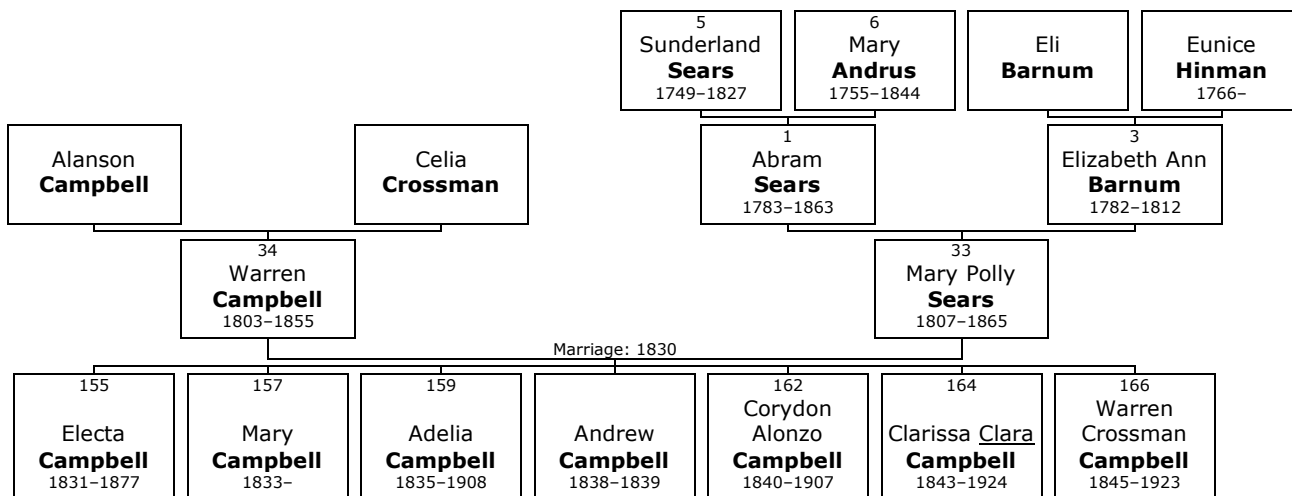 5
Sunderland
Sears
1749–1827
6
Mary
Andrus
1755–1844
Eli
Barnum
Eunice
Hinman
1766–
Alanson
Campbell
Celia
Crossman
1
Abram
Sears
1783–1863
3
Elizabeth Ann
Barnum
1782–1812
34
Warren
Campbell
1803–1855
33
Mary Polly
Sears
1807–1865
Marriage: 1830
155
Electa
Campbell
1831–1877
157
Mary
Campbell
1833–
159
Adelia
Campbell
1835–1908
Andrew
Campbell
1838–1839
162
Corydon
Alonzo
Campbell
1840–1907
164
Clarissa Clara
Campbell
1843–1924
166
Warren
Crossman
Campbell
1845–1923